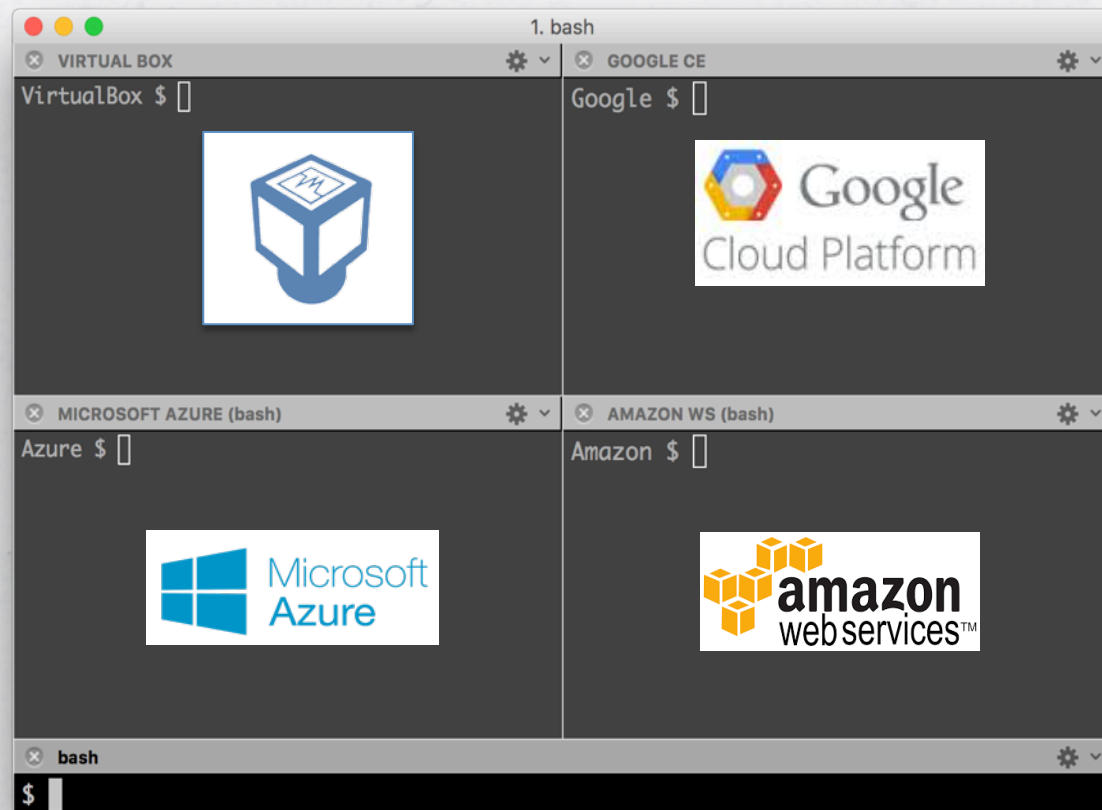 1. bash
VIRTUAL BOX
VirtualBox $
GOOGLE CE
Google $
Google
Cloud Platform
MICROSOFT AZURE (bash)
Azure $
Microsoft
Azure
AMAZON WS (bash)
Amazon $
amazon
web services™
bash
$